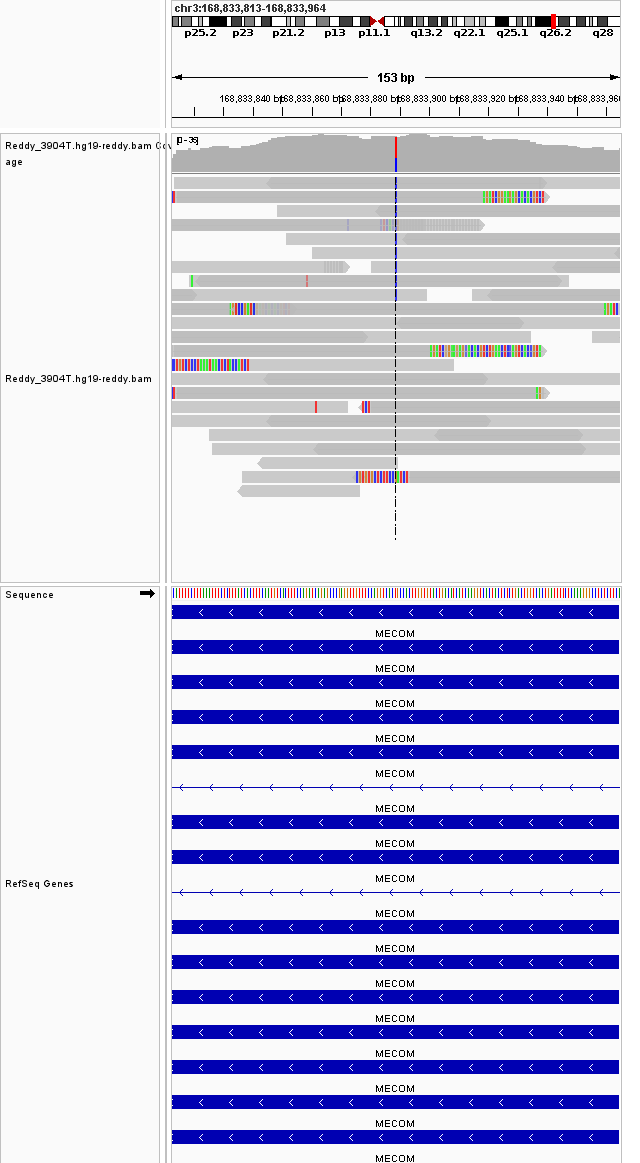 chr3:168,833,813-168,833,964
p25.2 p23 p21.2 p13 p11.1 q13.2 q22.1 q25.1 q26.2 q28
153 bp
168,833,840 bp 168,833,860 bp 168,833,880 bp 168,833,900 bp 168,833,920 bp 168,833,940 bp 168,833,960
Reddy_3904T.hg19-reddy.bam Cov
age
Reddy_3904T.hg19-reddy.bam
Sequence
MECOM
MECOM
MECOM
MECOM
MECOM
MECOM
MECOM
MECOM
RefSeq Genes
MECOM
MECOM
MECOM
MECOM
MECOM
MECOM
MECOM
MECOM